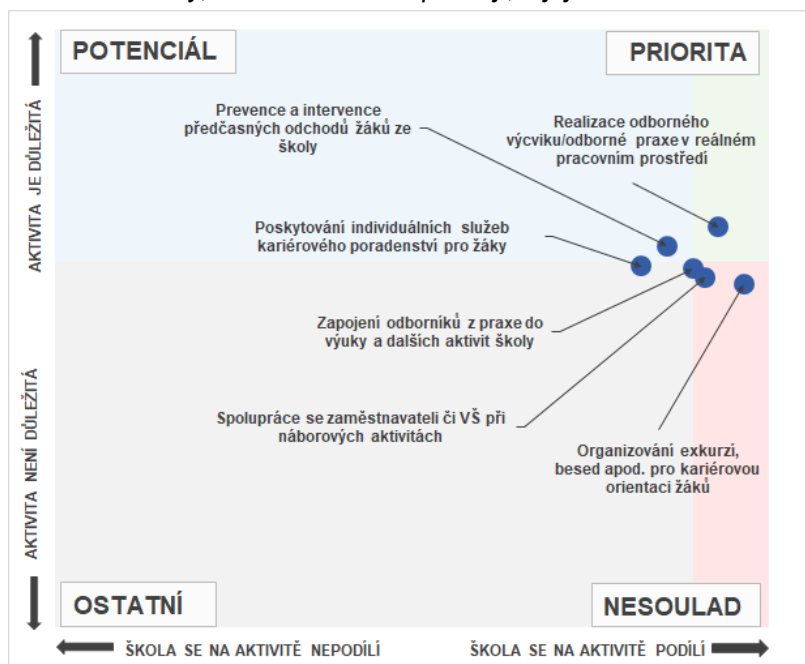 POTENCIÁL
PRIORITA
Prevence a intervence
předčasných odchodů žáků ze
školy
Realizace odborného
výcviku/odborné praxe v reálném
pracovním prostředí
Poskytování individuálních služeb
kariérového poradenství pro žáky
Zapojení odborníků z praxe do
výuky a dalších aktivit školy
Spolupráce se zaměstnavateli či VŠ při
náborových aktivitách
Organizování exkurzí,
besed apod. pro kariérovou
orientaci žáků
OSTATNÍ
NESOULAD
AKTIVITA JE DŮLEŽITÁ
AKTIVITA NENÍ DŮLEŽITÁ
ŠKOLA SE NA AKTIVITĚ NEPODÍLÍ
ŠKOLA SE NA AKTIVITĚ PODÍLÍ